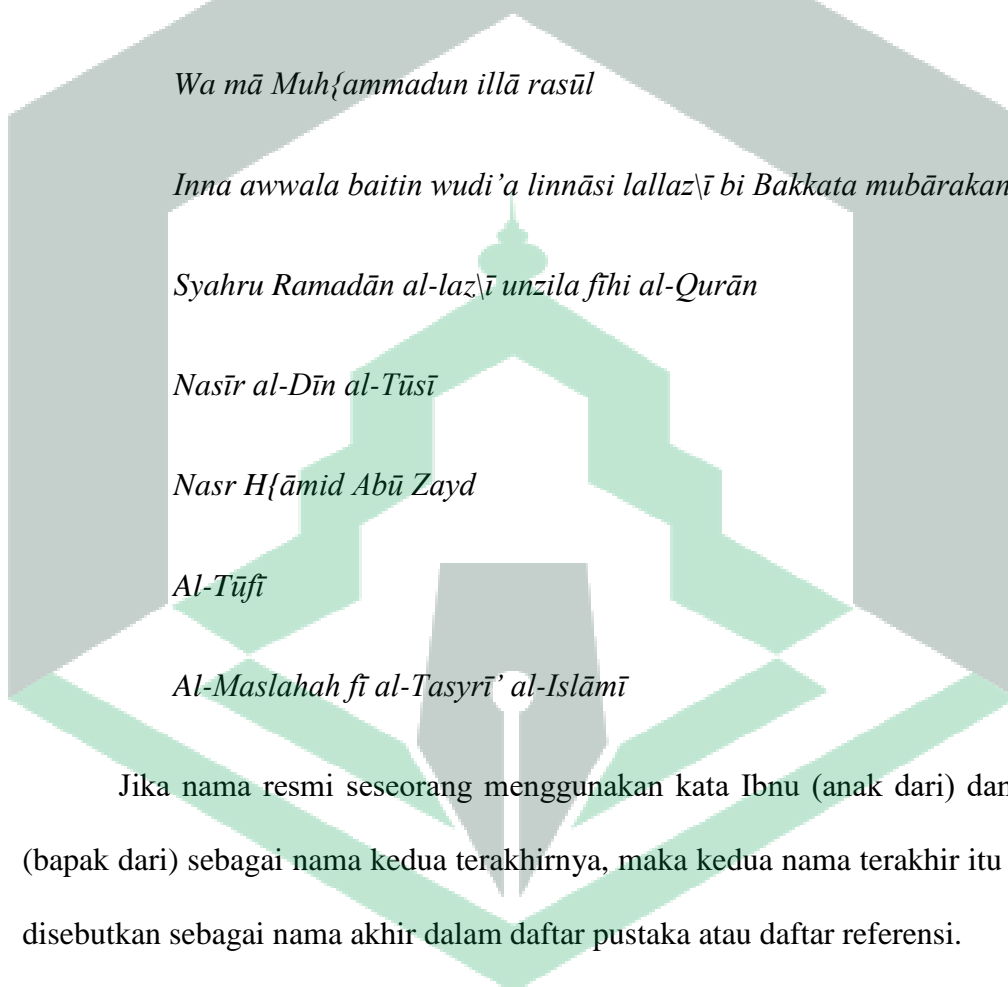 Wa mā Muh{ammadun illā rasūl
Inna awwala baitin wudi’a linnāsi lallaz\ī bi Bakkata mubārakan
Syahru Ramadān al-laz\ī unzila fīhi al-Qurān
Nasīr al-Dīn al-Tūsī
Nasr H{āmid Abū Zayd
Al-Tūfī
Al-Maslahah fī al-Tasyrī’ al-Islāmī
Jika nama resmi seseorang menggunakan kata Ibnu (anak dari) dan
(bapak dari) sebagai nama kedua terakhirnya, maka kedua nama terakhir itu
disebutkan sebagai nama akhir dalam daftar pustaka atau daftar referensi.